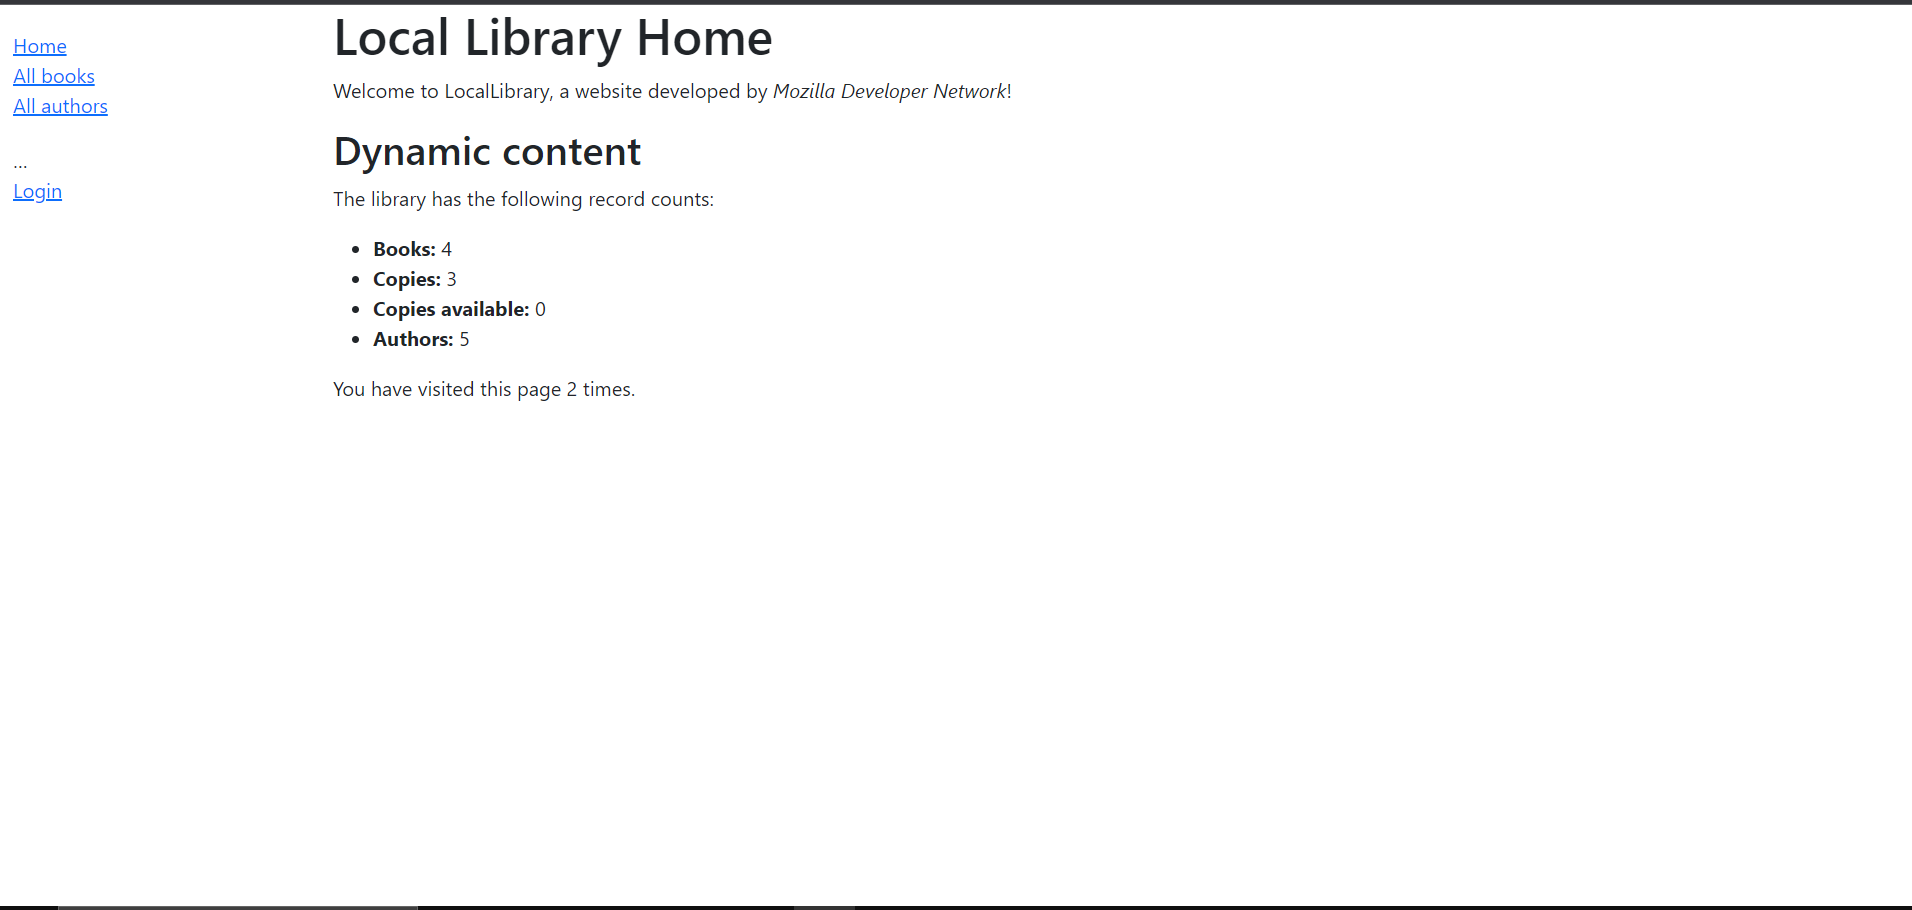 Home
All books
All authors
...
Login
Local Library Home
Welcome to LocalLibrary, a website developed by Mozilla Developer Network!
Dynamic content
The library has the following record counts:
Books: 4
Copies: 3
Copies available: 0
Authors: 5
You have visited this page 2 times.